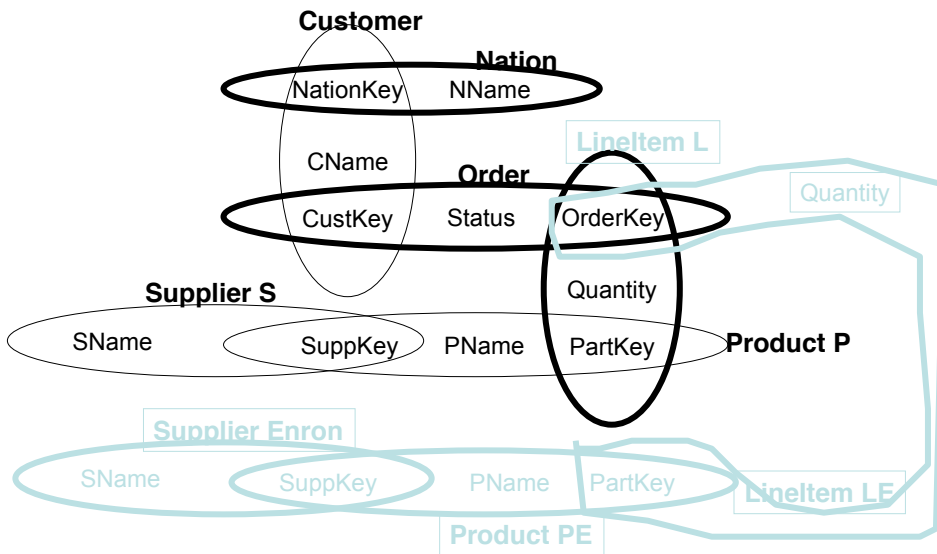 Customer
Nation
NationKey NName
LineItem L
CName
Order
Quantity
CustKey Status OrderKey
Quantity
Supplier S
SName SuppKey PName PartKey Product P
Supplier Enron
SName SuppKey PName PartKey
LineItem LE
Product PE